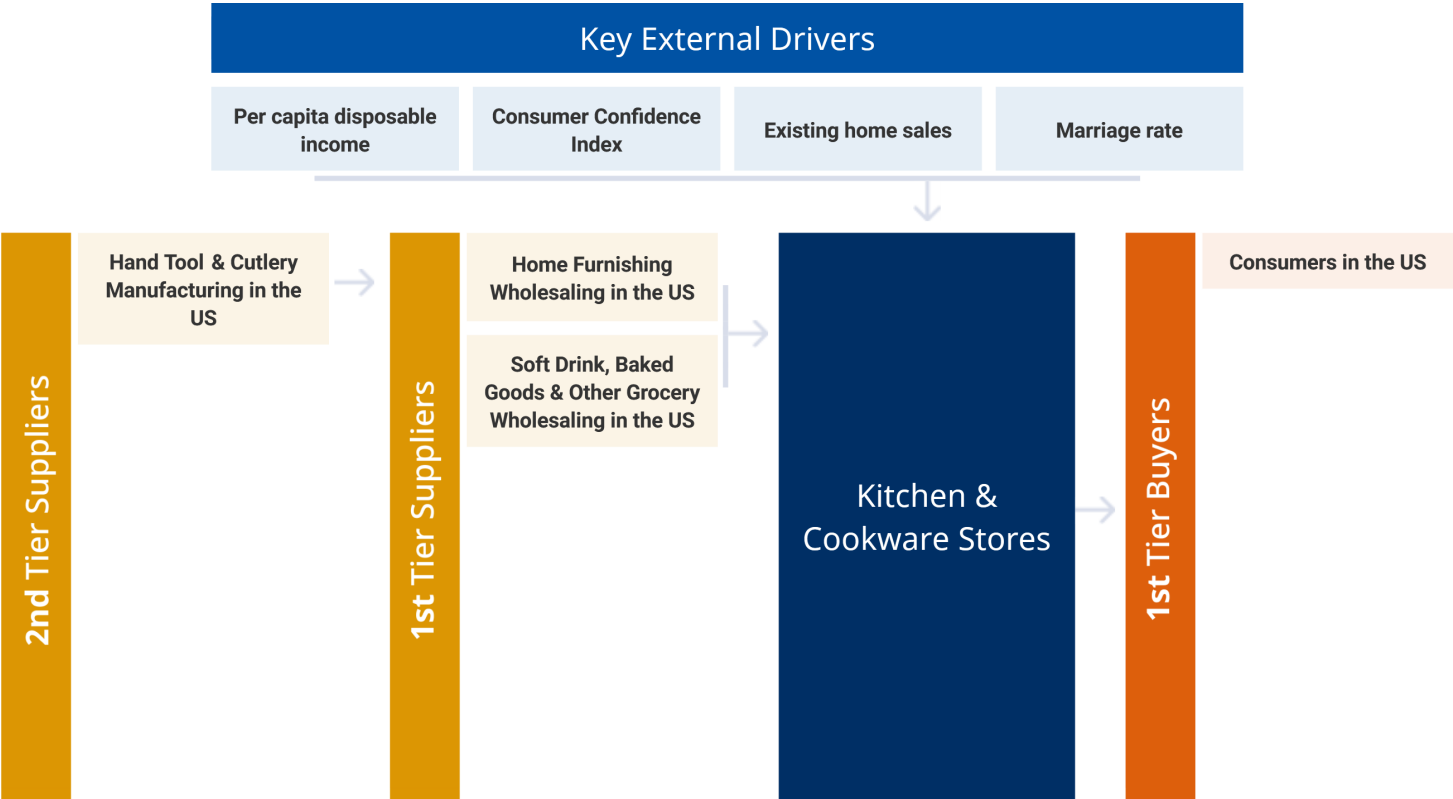 Key External Drivers
Per capita disposable
income
Consumer Confidence
Index
Existing home sales
Marriage rate
2nd Tier Suppliers
Hand Tool & Cutlery
Manufacturing in the
US
1st Tier Suppliers
Home Furnishing
Wholesaling in the US
Soft Drink, Baked
Goods & Other Grocery
Wholesaling in the US
Kitchen &
Cookware Stores
1st Tier Buyers
Consumers in the US